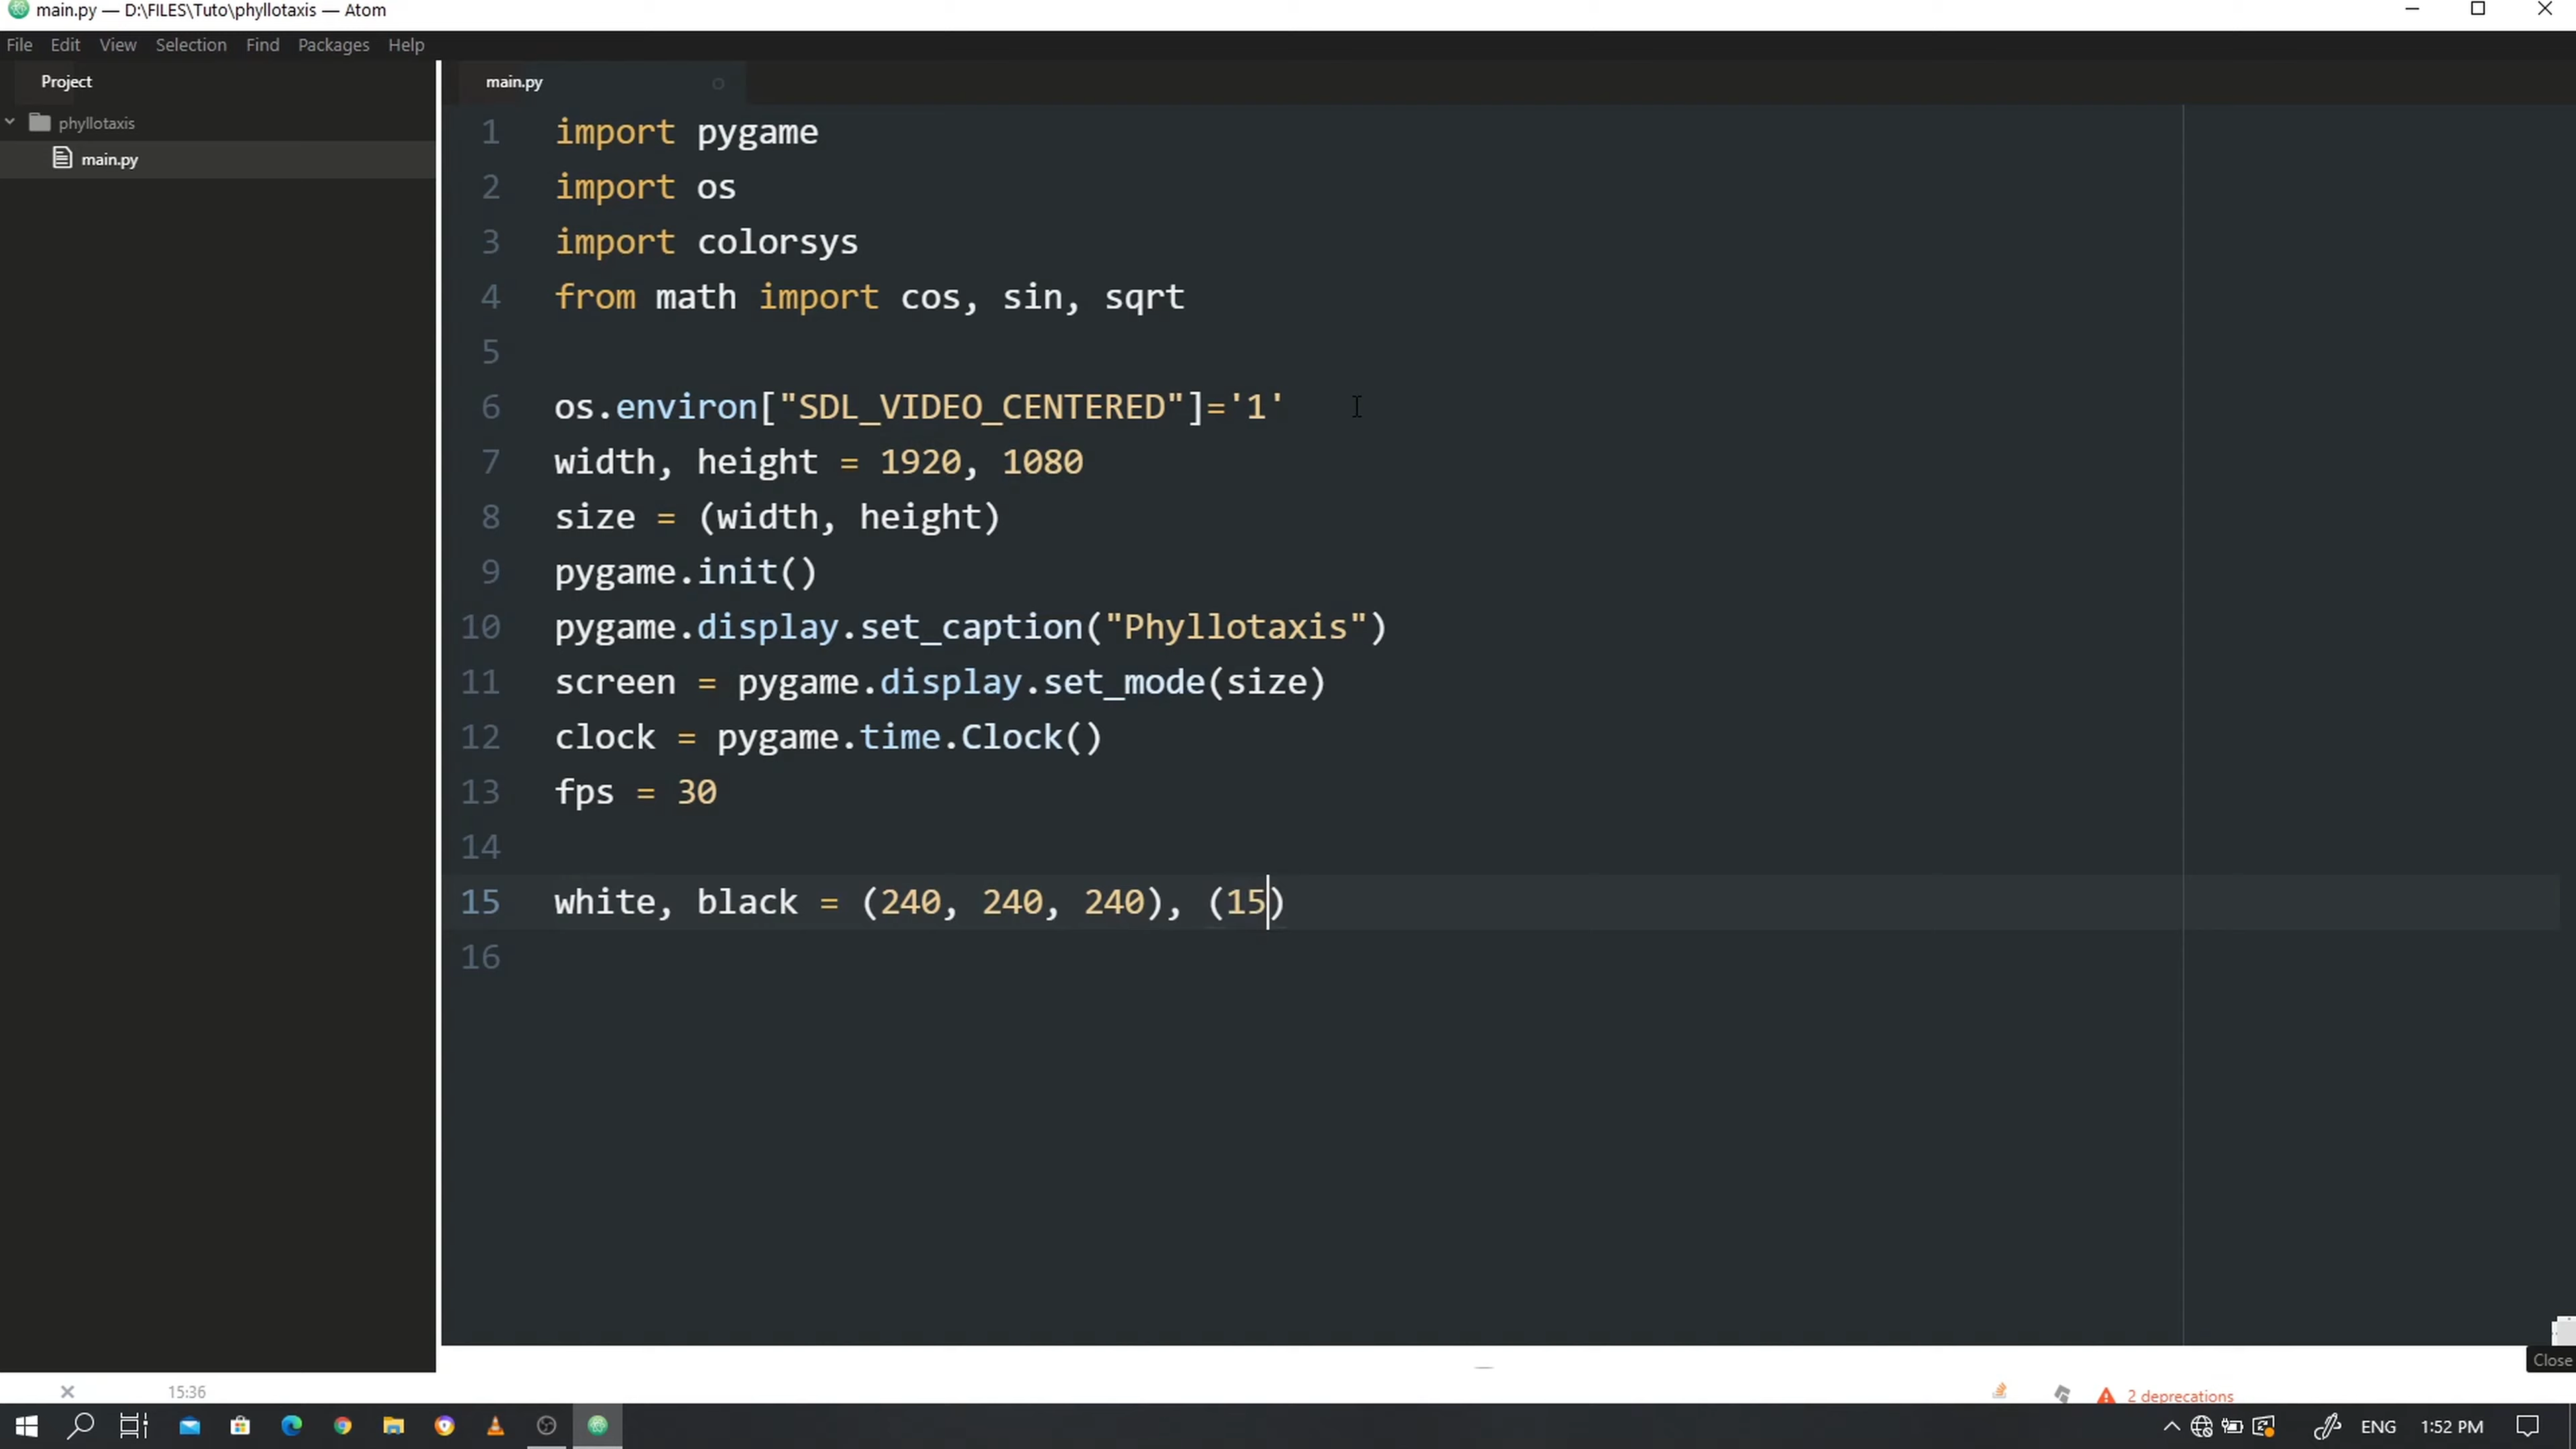 main.py — D:\FILES\Tuto\phyllotaxis — Atom
File Edit View Selection Find Packages Help
Project
phyllotaxis
main.py
main.py
1 import pygame
2 import os
3 import colorsys
4 from math import cos, sin, sqrt
5
6 os.environ["SDL_VIDEO_CENTERED"]='1'
7 width, height = 1920, 1080
8 size = (width, height)
9 pygame.init()
10 pygame.display.set_caption("Phyllotaxis")
11 screen = pygame.display.set_mode(size)
12 clock = pygame.time.Clock()
13 fps = 30
14
15 white, black = (240, 240, 240), (15)
16
Close
15:36
2 deprecations
ENG 1:52 PM